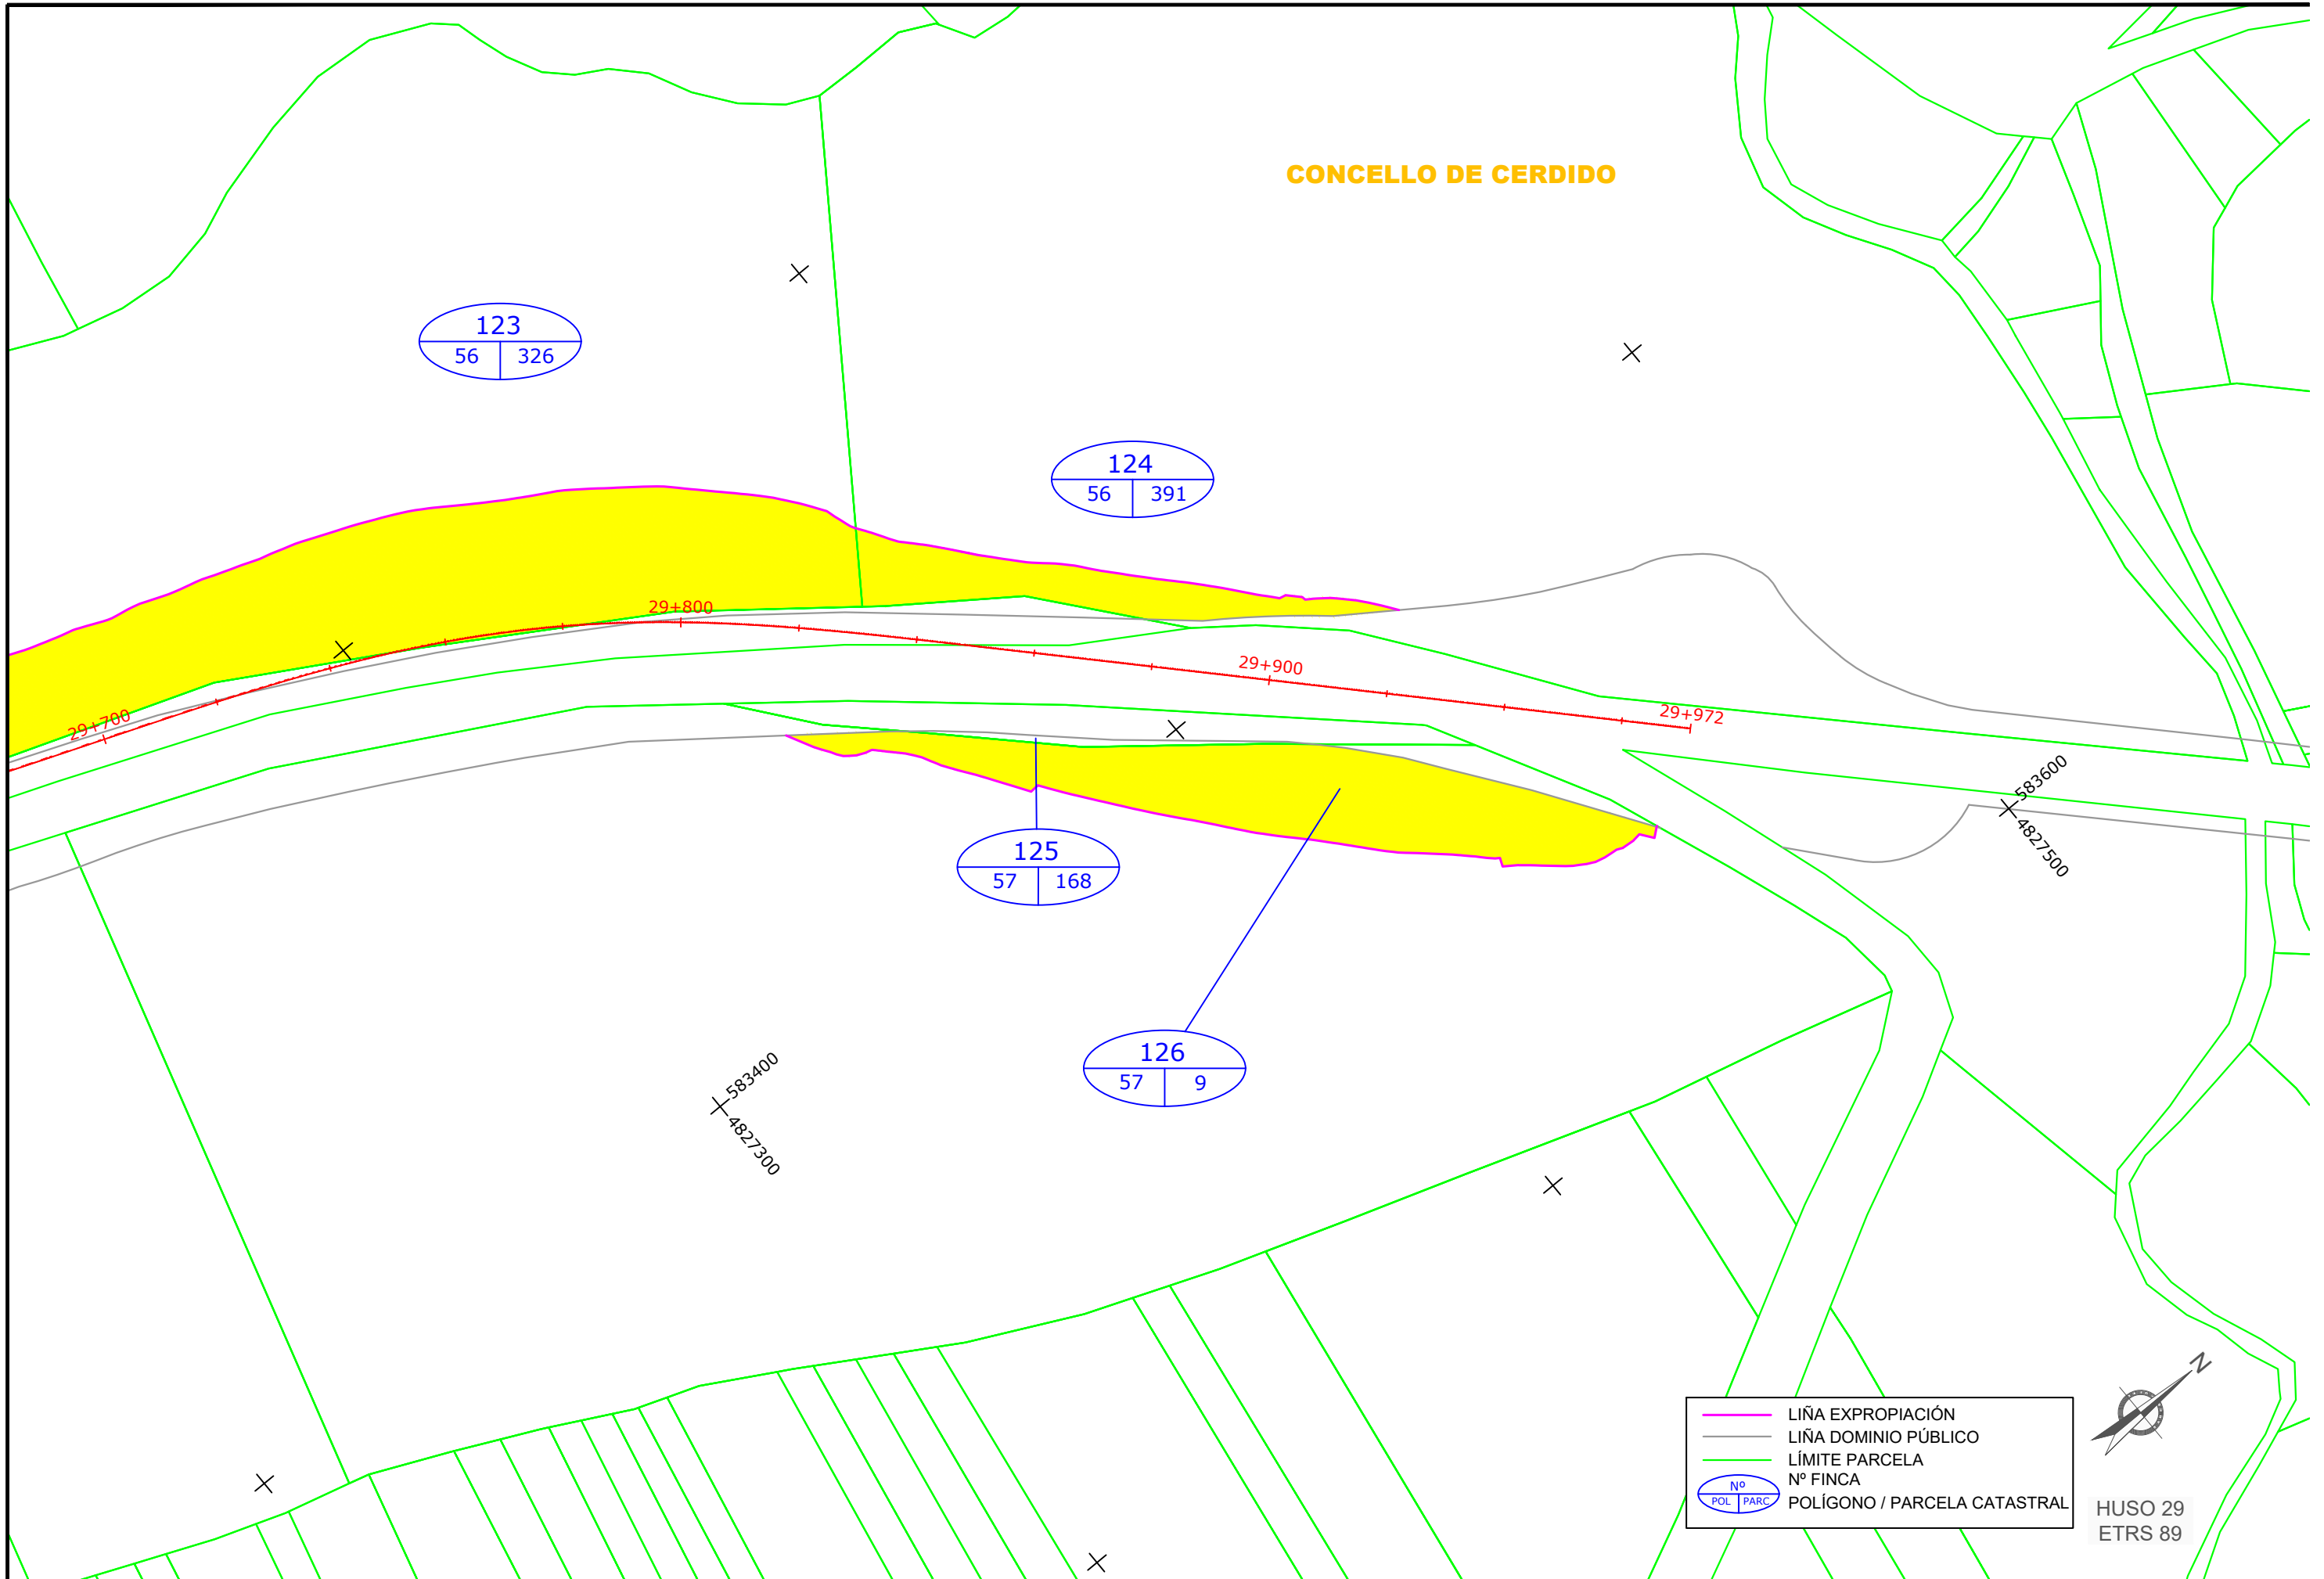 CONCELLO DE CERDIDO
123
56 326
124
56 391
29+800
29+900
29+700
29+972
583600
4827500
125
57 168
126
57 9
583400
4827300
N
LIÑA EXPROPIACIÓN
LIÑA DOMINIO PÚBLICO
LÍMITE PARCELA
Nº
POL PARC
Nº FINCA
POLÍGONO / PARCELA CATASTRAL
HUSO 29
ETRS 89